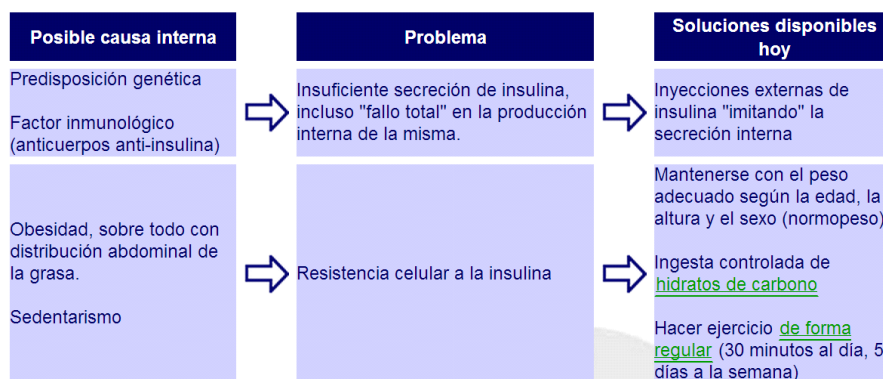 Posible causa interna
Problema
Soluciones disponibles
hoy
Predisposición genética
Factor inmunológico
(anticuerpos anti-insulina)
Insuficiente secreción de insulina,
incluso "fallo total" en la producción
interna de la misma.
Inyecciones externas de
insulina "imitando" la
secreción interna
Obesidad, sobre todo con
distribución abdominal de
la grasa.
Sedentarismo
Resistencia celular a la insulina
Mantenerse con el peso
adecuado según la edad, la
altura y el sexo (normopeso)
Ingesta controlada de
hidratos de carbono
Hacer ejercicio de forma
regular (30 minutos al día, 5
días a la semana)